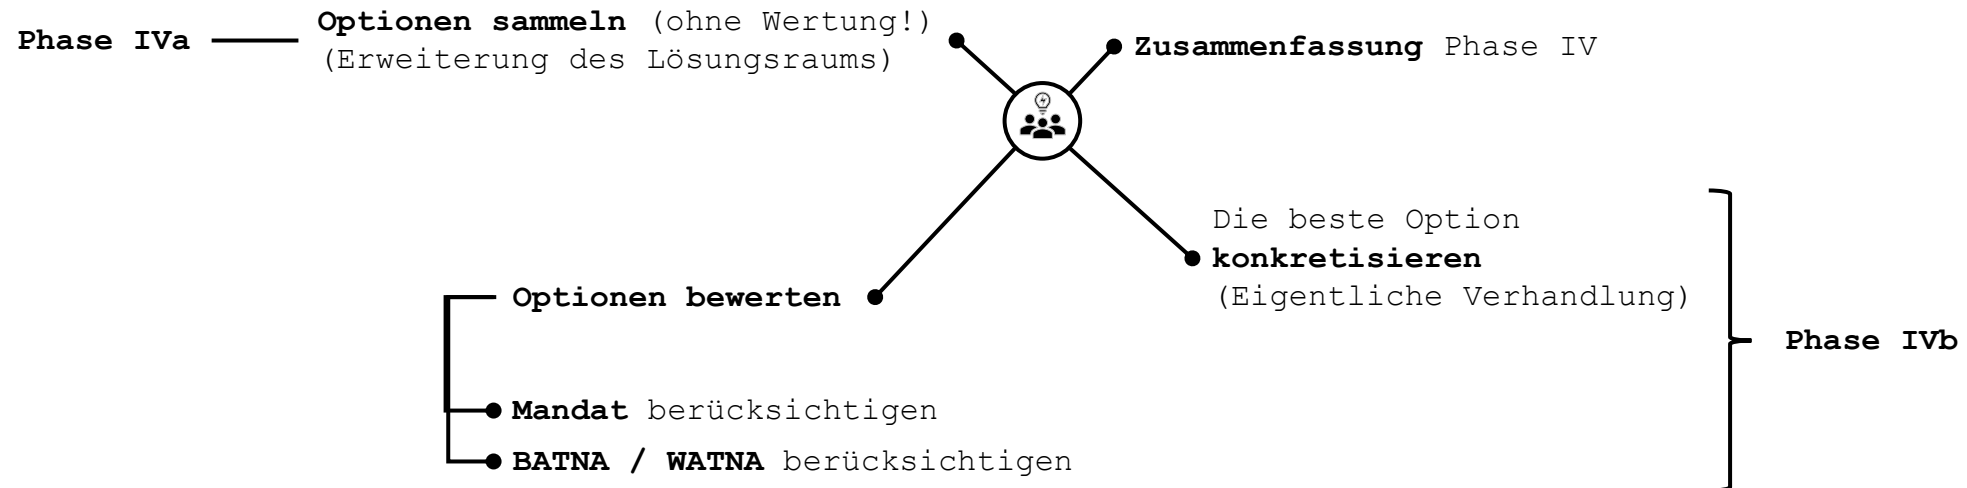 Phase IVa
Optionen sammeln (ohne Wertung!)
(Erweiterung des Lösungsraums)
Zusammenfassung Phase IV
Die beste Option
konkretisieren
(Eigentliche Verhandlung)
Optionen bewerten
Mandat berücksichtigen
BATNA / WATNA berücksichtigen
Phase IVb